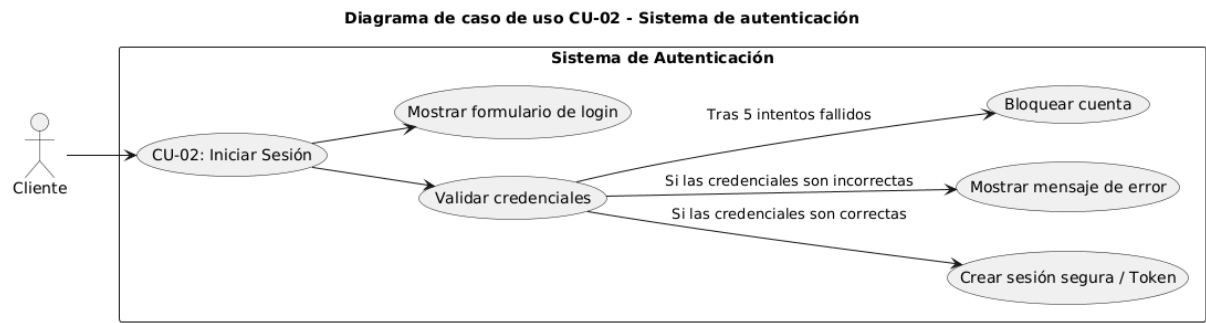 Diagrama de caso de uso CU-02 - Sistema de autenticación
Sistema de Autenticación
Cliente
CU-02: Iniciar Sesión
Mostrar formulario de login
Validar credenciales
Tras 5 intentos fallidos
Si las credenciales son incorrectas
Si las credenciales son correctas
Bloquear cuenta
Mostrar mensaje de error
Crear sesión segura / Token